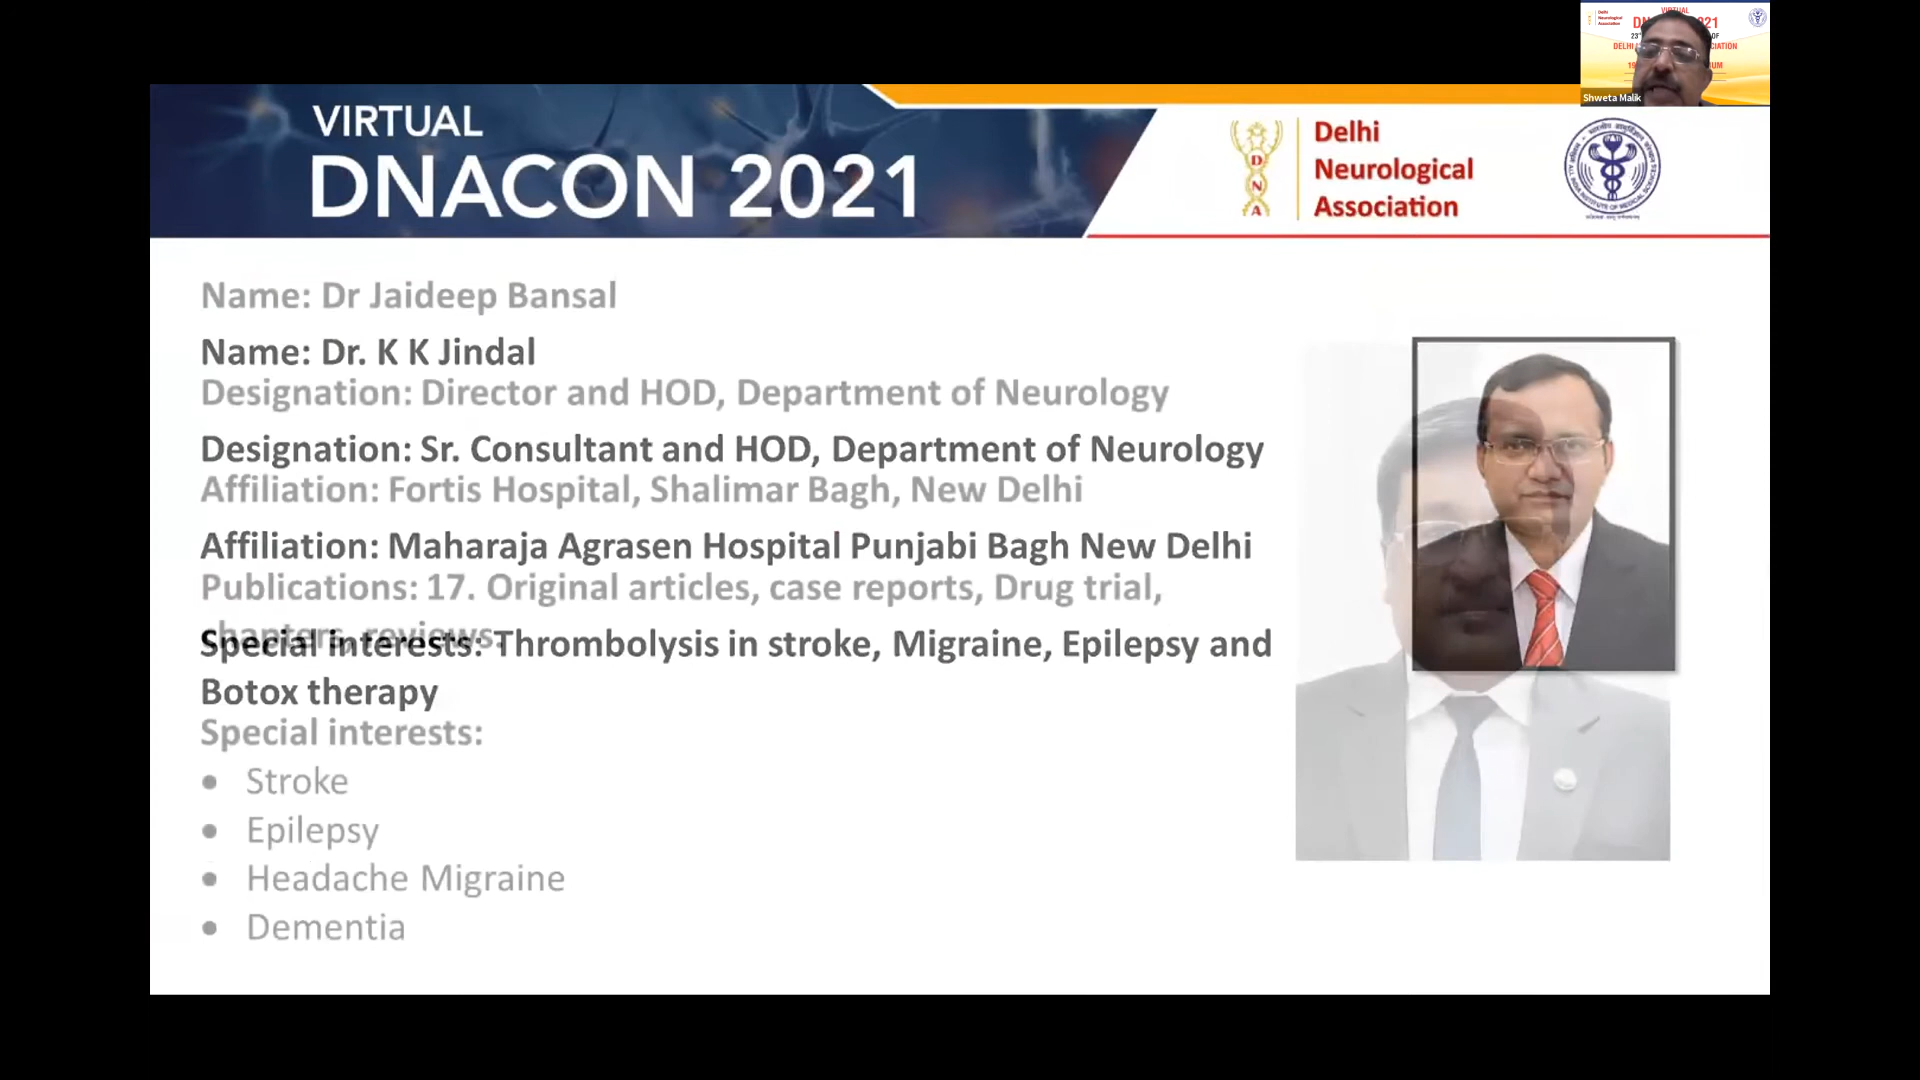 VIRTUAL
DNACON 2021
Delhi
Neurological
Association
D
N
A
Name: Dr Jaideep Bansal
Name: Dr. K K Jindal
Designation: Director and HOD, Department of Neurology
Designation: Sr. Consultant and HOD, Department of Neurology
Affiliation: Fortis Hospital, Shalimar Bagh, New Delhi
Affiliation: Maharaja Agrasen Hospital Punjabi Bagh New Delhi
Publications: 17. Original articles, case reports, Drug trial,
chapters, reviews.
Special interests: Thrombolysis in stroke, Migraine, Epilepsy and
Botox therapy
Special interests:
• Stroke
• Epilepsy
• Headache Migraine
• Dementia
Shweta Malik